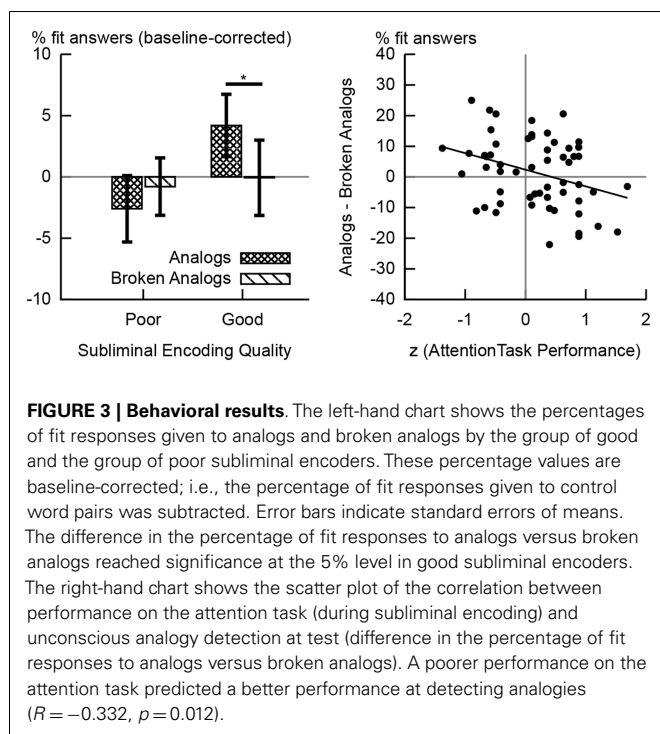 % fit answers (baseline-corrected)
10
5
0
-5
-10
*
Analogs
Broken Analogs
Poor Good
Subliminal Encoding Quality
% fit answers
Analogs - Broken Analogs
40
30
20
10
0
-10
-20
-30
-40
-2 -1 0 1 2
z (AttentionTask Performance)
FIGURE 3 | Behavioral results. The left-hand chart shows the percentages
of fit responses given to analogs and broken analogs by the group of good
and the group of poor subliminal encoders. These percentage values are
baseline-corrected; i.e., the percentage of fit responses given to control
word pairs was subtracted. Error bars indicate standard errors of means.
The difference in the percentage of fit responses to analogs versus broken
analogs reached significance at the 5% level in good subliminal encoders.
The right-hand chart shows the scatter plot of the correlation between
performance on the attention task (during subliminal encoding) and
unconscious analogy detection at test (difference in the percentage of fit
responses to analogs versus broken analogs). A poorer performance on the
attention task predicted a better performance at detecting analogies
(R = −0.332, p = 0.012).